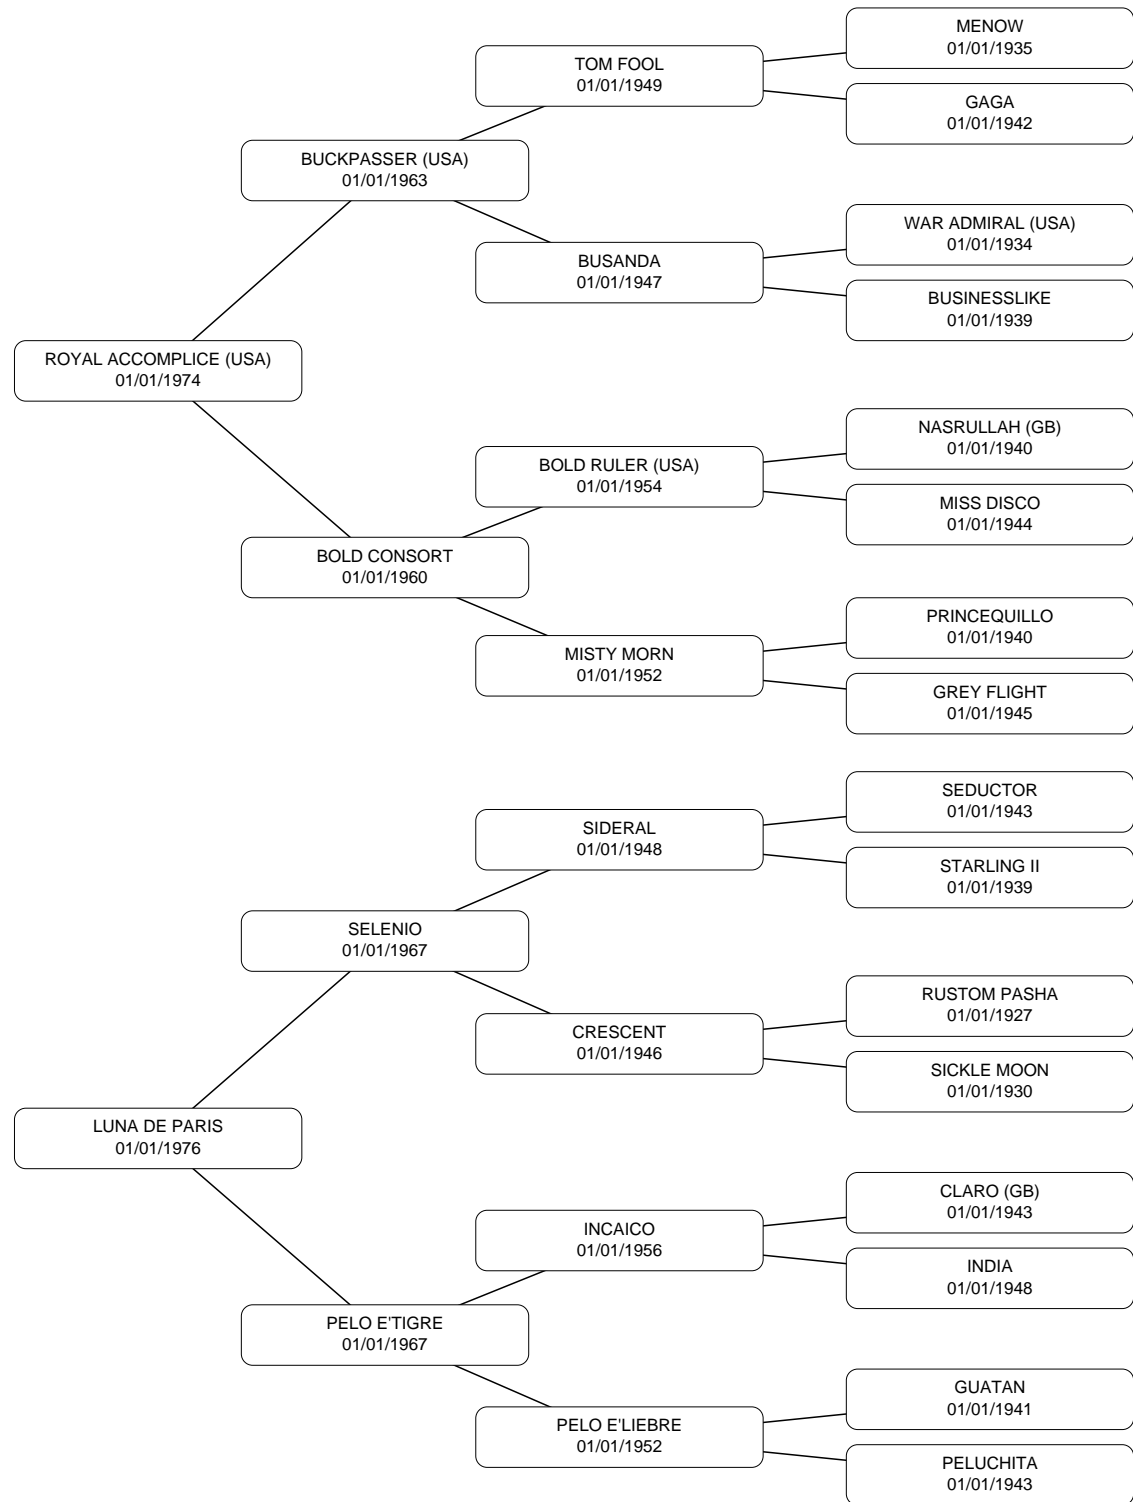 MENOW
01/01/1935
TOM FOOL
01/01/1949
GAGA
01/01/1942
BUCKPASSER (USA)
01/01/1963
WAR ADMIRAL (USA)
01/01/1934
BUSANDA
01/01/1947
BUSINESSLIKE
01/01/1939
ROYAL ACCOMPLICE (USA)
01/01/1974
NASRULLAH (GB)
01/01/1940
BOLD RULER (USA)
01/01/1954
MISS DISCO
01/01/1944
BOLD CONSORT
01/01/1960
PRINCEQUILLO
01/01/1940
MISTY MORN
01/01/1952
GREY FLIGHT
01/01/1945
SEDUCTOR
01/01/1943
SIDERAL
01/01/1948
STARLING II
01/01/1939
SELENIO
01/01/1967
RUSTOM PASHA
01/01/1927
CRESCENT
01/01/1946
SICKLE MOON
01/01/1930
LUNA DE PARIS
01/01/1976
CLARO (GB)
01/01/1943
INCAICO
01/01/1956
INDIA
01/01/1948
PELO E'TIGRE
01/01/1967
GUATAN
01/01/1941
PELO E'LIEBRE
01/01/1952
PELUCHITA
01/01/1943